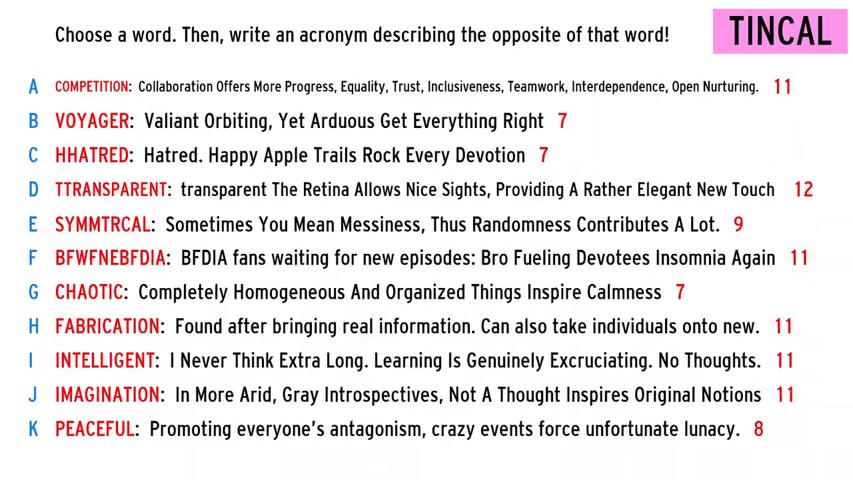 Choose a word. Then, write an acronym describing the opposite of that word!
TINCAL
A COMPETITION: Collaboration Offers More Progress, Equality, Trust, Inclusiveness, Teamwork, Interdependence, Open Nurturing. 11
B VOYAGER: Valiant Orbiting, Yet Arduous Get Everything Right 7
C HHATRED: Hatred. Happy Apple Trails Rock Every Devotion 7
D TTRANSPARENT: transparent The Retina Allows Nice Sights, Providing A Rather Elegant New Touch 12
E SYMMTRCAL: Sometimes You Mean Messiness, Thus Randomness Contributes A Lot. 9
F BFWFNEBFDIA: BFDIA fans waiting for new episodes: Bro Fueling Devotees Insomnia Again 11
G CHAOTIC: Completely Homogeneous And Organized Things Inspire Calmness 7
H FABRICATION: Found after bringing real information. Can also take individuals onto new. 11
I INTELLIGENT: I Never Think Extra Long. Learning Is Genuinely Excruciating. No Thoughts. 11
J IMAGINATION: In More Arid, Gray Introspectives, Not A Thought Inspires Original Notions 11
K PEACEFUL: Promoting everyone's antagonism, crazy events force unfortunate lunacy. 8